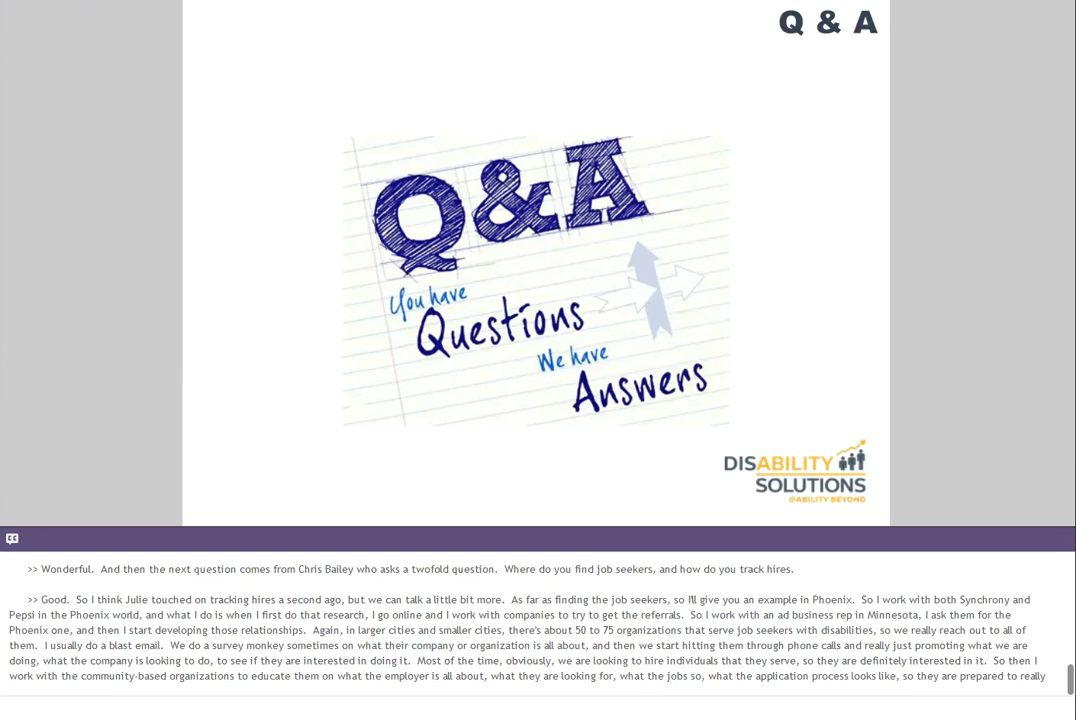 Q & A
Q&A
You have
Questions
We have
Answers
DISABILITY
SOLUTIONS
@ABILITY BEYOND
>> Wonderful.  And then the next question comes from Chris Bailey who asks a twofold question.  Where do you find job seekers, and how do you track hires.
>> Good.  So I think Julie touched on tracking hires a second ago, but we can talk a little bit more.  As far as finding the job seekers, so I'll give you an example in Phoenix.  So I work with both Synchrony and
Pepsi in the Phoenix world, and what I do is when I first do that research, I go online and I work with companies to try to get the referrals.  So I work with an ad business rep in Minnesota, I ask them for the
Phoenix one, and then I start developing those relationships.  Again, in larger cities and smaller cities, there's about 50 to 75 organizations that serve job seekers with disabilities, so we really reach out to all of
them.  I usually do a blast email.  We do a survey monkey sometimes on what their company or organization is all about, and then we start hitting them through phone calls and really just promoting what we are
doing, what the company is looking to do, to see if they are interested in doing it.  Most of the time, obviously, we are looking to hire individuals that they serve, so they are definitely interested in it.  So then I
work with the community-based organizations to educate them on what the employer is all about, what they are looking for, what the jobs so, what the application process looks like, so they are prepared to really